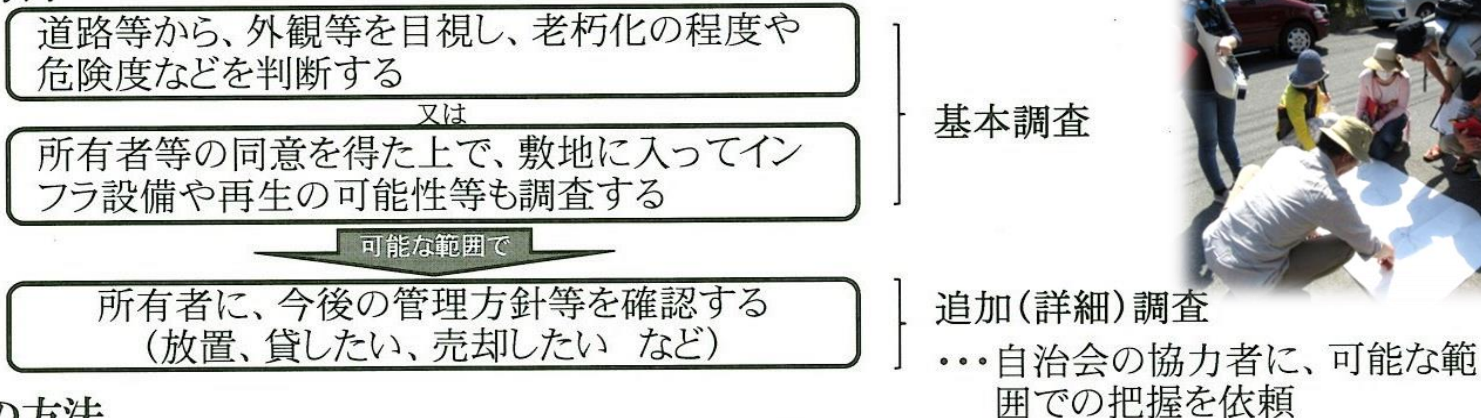 道路等から、外観等を目視し、老朽化の程度や
危険度などを判断する
又は
所有者等の同意を得た上で、敷地に入ってイン
フラ設備や再生の可能性等も調査する
基本調査
可能な範囲で
所有者に、今後の管理方針等を確認する
(放置、貸したい、売却したい など)
追加(詳細)調査
・・・自治会の協力者に、可能な範
囲での把握を依頼
の方法